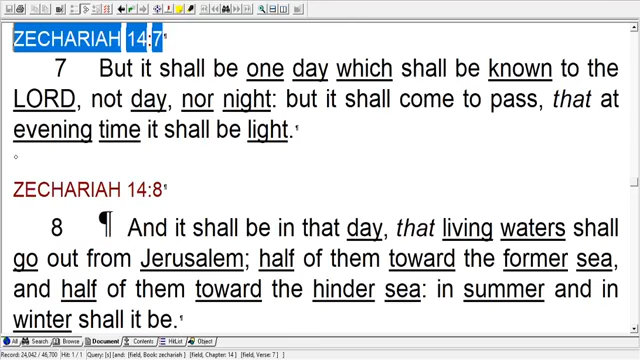 ZECHARIAH 14:7
7 But it shall be one day which shall be known to the
LORD, not day, nor night: but it shall come to pass, that at
evening time it shall be light.
ZECHARIAH 14:8
8 ¶ And it shall be in that day, that living waters shall
go out from Jerusalem; half of them toward the former sea,
and half of them toward the hinder sea: in summer and in
winter shall it be.
All Search Browse Document Contents HitList Object
Record: 24,042 / 46,700 Hit: 1 / 1 Query: [s] [and: [field, Book: zechariah] [field, Chapter: 14] [field, Verse: 7]